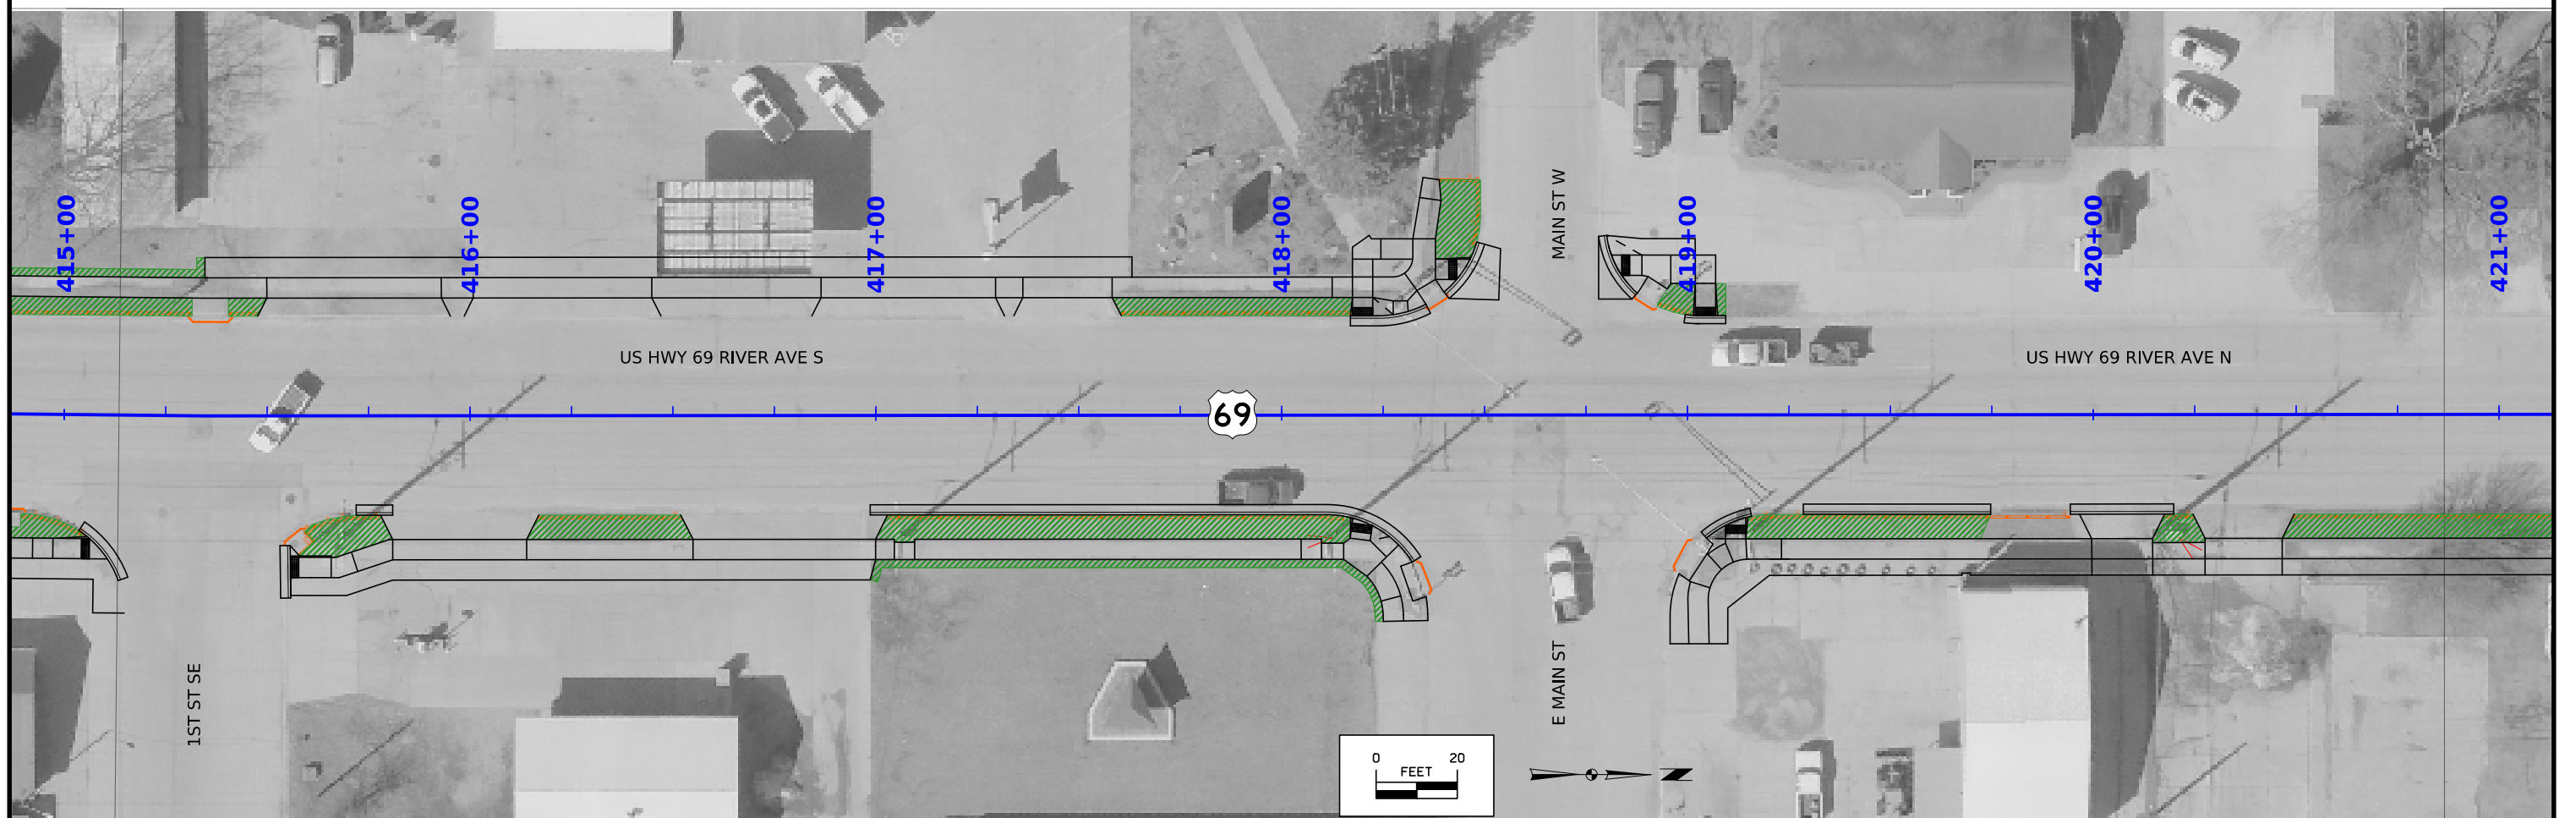 MAIN ST W
415+00
416+00
417+00
418+00
419+00
420+00
421+00
US HWY 69 RIVER AVE S
US HWY 69 RIVER AVE N
69
1ST ST SE
E MAIN ST
0 20
FEET